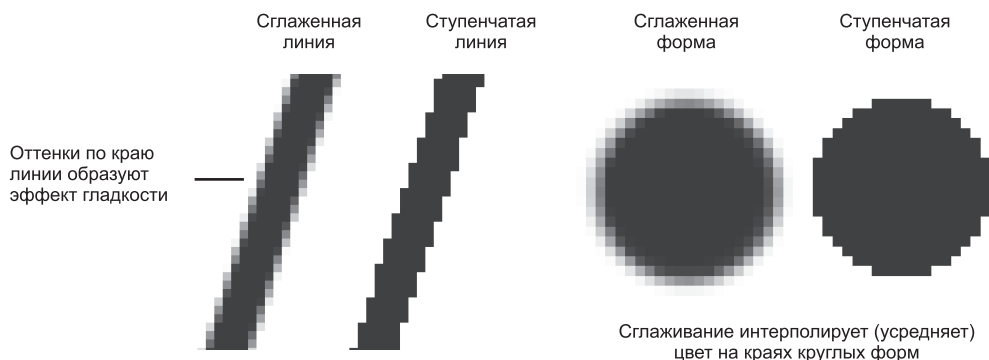 Сглаженная
линия
Ступенчатая
линия
Сглаженная
форма
Ступенчатая
форма
Оттенки по краю
линии образуют
эффект гладкости
Сглаживание интерполирует (усредняет)
цвет на краях круглых форм